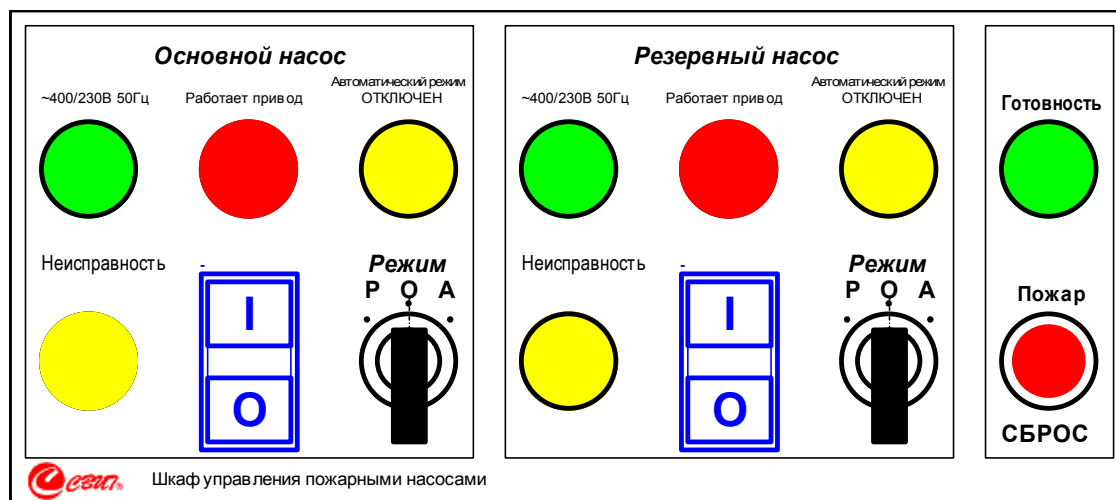 Основной насос
~400/230В 50Гц
Работает привод
Автоматический режим
ОТКЛЮЧЕН
Неисправность
-
Режим
Р О А
I
O
Резервный насос
~400/230В 50Гц
Работает привод
Автоматический режим
ОТКЛЮЧЕН
Неисправность
-
Режим
Р О А
I
O
Готовность
Пожар
СБРОС
свит
Шкаф управления пожарными насосами